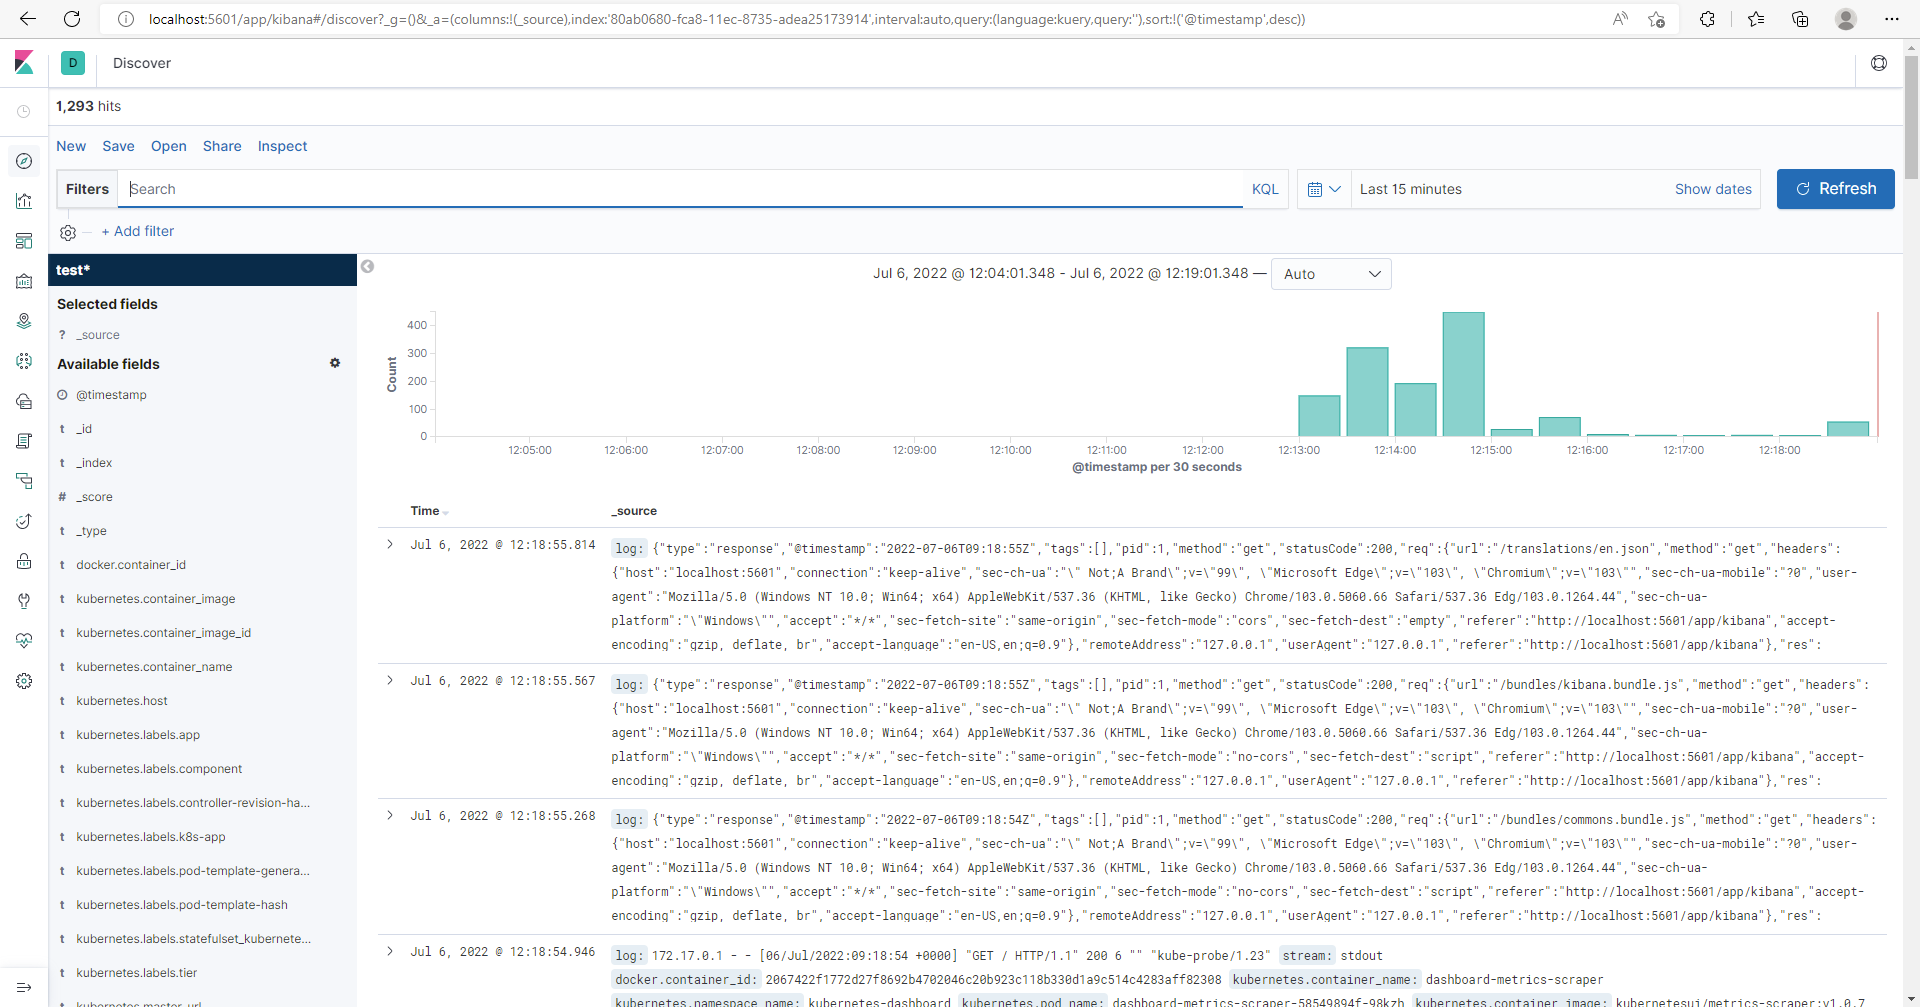 localhost:5601/app/kibana#/discover?_g=()&_a=(columns:!(_source),index:'80ab0680-fca8-11ec-8735-adea25173914',interval:auto,query:(language:kuery,query:''),sort:!('@timestamp',desc))
D
Discover
1,293 hits
New Save Open Share Inspect
Filters Search KQL Last 15 minutes Show dates Refresh
+ Add filter
test*
Selected fields
? _source
Available fields
@timestamp
t _id
t _index
# _score
t _type
t docker.container_id
t kubernetes.container_image
t kubernetes.container_image_id
t kubernetes.container_name
t kubernetes.host
t kubernetes.labels.app
t kubernetes.labels.component
t kubernetes.labels.controller-revision-ha...
t kubernetes.labels.k8s-app
t kubernetes.labels.pod-template-genera...
t kubernetes.labels.pod-template-hash
t kubernetes.labels.statefulset_kubernete...
t kubernetes.labels.tier
kubernetes.master_url
Jul 6, 2022 @ 12:04:01.348 - Jul 6, 2022 @ 12:19:01.348 — Auto
Count
400
300
200
100
0
12:05:00 12:06:00 12:07:00 12:08:00 12:09:00 12:10:00 12:11:00 12:12:00 12:13:00 12:14:00 12:15:00 12:16:00 12:17:00 12:18:00
@timestamp per 30 seconds
Time _source
Jul 6, 2022 @ 12:18:55.814 log: {"type":"response","@timestamp":"2022-07-06T09:18:55Z","tags":[],"pid":1,"method":"get","statusCode":200,"req":{"url":"/translations/en.json","method":"get","headers":
{"host":"localhost:5601","connection":"keep-alive","sec-ch-ua":"\" Not;A Brand\";v=\"99\", \"Microsoft Edge\";v=\"103\", \"Chromium\";v=\"103\"","sec-ch-ua-mobile":"?0","user-
agent":"Mozilla/5.0 (Windows NT 10.0; Win64; x64) AppleWebKit/537.36 (KHTML, like Gecko) Chrome/103.0.5060.66 Safari/537.36 Edg/103.0.1264.44","sec-ch-ua-
platform":"\"Windows\"","accept":"*/*","sec-fetch-site":"same-origin","sec-fetch-mode":"cors","sec-fetch-dest":"empty","referer":"http://localhost:5601/app/kibana","accept-
encoding":"gzip, deflate, br","accept-language":"en-US,en;q=0.9"},"remoteAddress":"127.0.0.1","userAgent":"127.0.0.1","referer":"http://localhost:5601/app/kibana"},"res":
Jul 6, 2022 @ 12:18:55.567 log: {"type":"response","@timestamp":"2022-07-06T09:18:55Z","tags":[],"pid":1,"method":"get","statusCode":200,"req":{"url":"/bundles/kibana.bundle.js","method":"get","headers":
{"host":"localhost:5601","connection":"keep-alive","sec-ch-ua":"\" Not;A Brand\";v=\"99\", \"Microsoft Edge\";v=\"103\", \"Chromium\";v=\"103\"","sec-ch-ua-mobile":"?0","user-
agent":"Mozilla/5.0 (Windows NT 10.0; Win64; x64) AppleWebKit/537.36 (KHTML, like Gecko) Chrome/103.0.5060.66 Safari/537.36 Edg/103.0.1264.44","sec-ch-ua-
platform":"\"Windows\"","accept":"*/*","sec-fetch-site":"same-origin","sec-fetch-mode":"no-cors","sec-fetch-dest":"script","referer":"http://localhost:5601/app/kibana","accept-
encoding":"gzip, deflate, br","accept-language":"en-US,en;q=0.9"},"remoteAddress":"127.0.0.1","userAgent":"127.0.0.1","referer":"http://localhost:5601/app/kibana"},"res":
Jul 6, 2022 @ 12:18:55.268 log: {"type":"response","@timestamp":"2022-07-06T09:18:54Z","tags":[],"pid":1,"method":"get","statusCode":200,"req":{"url":"/bundles/commons.bundle.js","method":"get","headers":
{"host":"localhost:5601","connection":"keep-alive","sec-ch-ua":"\" Not;A Brand\";v=\"99\", \"Microsoft Edge\";v=\"103\", \"Chromium\";v=\"103\"","sec-ch-ua-mobile":"?0","user-
agent":"Mozilla/5.0 (Windows NT 10.0; Win64; x64) AppleWebKit/537.36 (KHTML, like Gecko) Chrome/103.0.5060.66 Safari/537.36 Edg/103.0.1264.44","sec-ch-ua-
platform":"\"Windows\"","accept":"*/*","sec-fetch-site":"same-origin","sec-fetch-mode":"no-cors","sec-fetch-dest":"script","referer":"http://localhost:5601/app/kibana","accept-
encoding":"gzip, deflate, br","accept-language":"en-US,en;q=0.9"},"remoteAddress":"127.0.0.1","userAgent":"127.0.0.1","referer":"http://localhost:5601/app/kibana"},"res":
Jul 6, 2022 @ 12:18:54.946 log: 172.17.0.1 - - [06/Jul/2022:09:18:54 +0000] "GET / HTTP/1.1" 200 6 "" "kube-probe/1.23" stream: stdout
docker.container_id: 2067422f1772d27f8692b4702046c20b923c118b330d1a9c514c4283aff82308 kubernetes.container_name: dashboard-metrics-scraper
kubernetes.namespace_name: kubernetes-dashboard kubernetes.pod_name: dashboard-metrics-scraper-58549894f-98kzh kubernetes.container_image: kubernetesui/metrics-scraper:v1.0.7